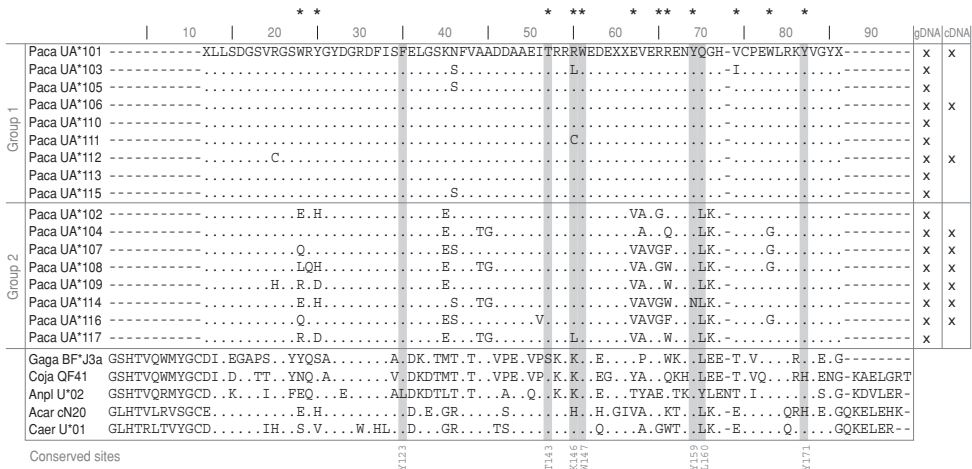 * * * ** * ** * * * *
10 20 30 40 50 60 70 80 90 gDNA cDNA
Group 1
Paca UA*101 -----------XLLSDGSVRGSWRYGYDGRDFISFELGSKNFVAADDAAEITRRRWEDEXXEVERRENYQGH-VCPEWLRKYVGYX-------- x x
Paca UA*103 -----------.............................S.............L.................-I............-------- x
Paca UA*105 -----------.............................S...............................-.............-------- x
Paca UA*106 -----------.............................................................-.............-------- x x
Paca UA*110 -----------.............................................................-.............-------- x
Paca UA*111 -----------...........................................C.................-.............-------- x
Paca UA*112 -----------........C....................................................-.............-------- x x
Paca UA*113 -----------.............................................................-.............-------- x
Paca UA*115 -----------.............................S...............................-.............-------- x
Group 2
Paca UA*102 -----------...........E.H..............E.....................VA.G....LK.-.............-------- x
Paca UA*104 -----------............................E...TG.................A..Q...LK.-....G........-------- x x
Paca UA*107 -----------...........Q................ES....................VAVGF...LK.-....G........-------- x x
Paca UA*108 -----------...........LQH..............E...TG................VAVGW...LK.-....G........-------- x x
Paca UA*109 -----------........H..R.D..............E.....................VA..W...LK.-.............-------- x x
Paca UA*114 -----------...........E.H...............S..TG................VAVGW..NLK.-.............-------- x x
Paca UA*116 -----------...........Q................ES.........V..........VAVGF...LK.-....G........-------- x x
Paca UA*117 -----------...........R.D..................TG.........L..............LK.-.............-------- x
Gaga BF*J3a GSHTVQWMYGCDI.EGAPS..YYQSA........A.DK.TMT.T..VPE.VPSK.K..E...P..WK..LEE-T.V...R..E.G--------
Coja QF41 GSHTVQWMYGCDI.D..TT..YNQ.A.......V.DKDTMT.T..VPE.VP.K.K..EG..YA..QKH.LEE-T.VQ..RH.ENG-KAELGRT
Anpl U*02 GSHTVQRMYGCD..K...I.FEQ...E.....ALDKDTLT.T...A..Q.K.K..E..TYAE.TK.YLENTI......S.G-KDVLER-
Acar cN20 GLHTVLRVSGCE.........E.H..........D.E.GR.....S.......H..H.GIVA..KT..LK.-E....QRH.E..GQKELEHK-
Caer U*01 GLHTRLTVYGCD.....IH..S.V....W.HL..D..GR....TS..........Q....A.GWT..LK.-....Q......GQKELER--
Conserved sites Y123 T143 K146 W147 Y159 L160 Y171